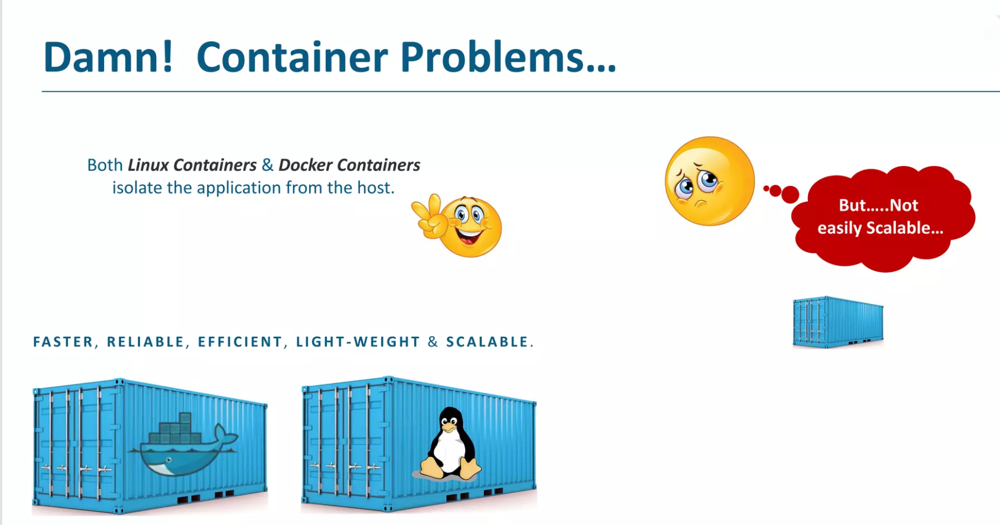 Damn!  Container Problems...
Both Linux Containers & Docker Containers
isolate the application from the host.
But.....Not
easily Scalable...
FASTER, RELIABLE, EFFICIENT, LIGHT-WEIGHT & SCALABLE.